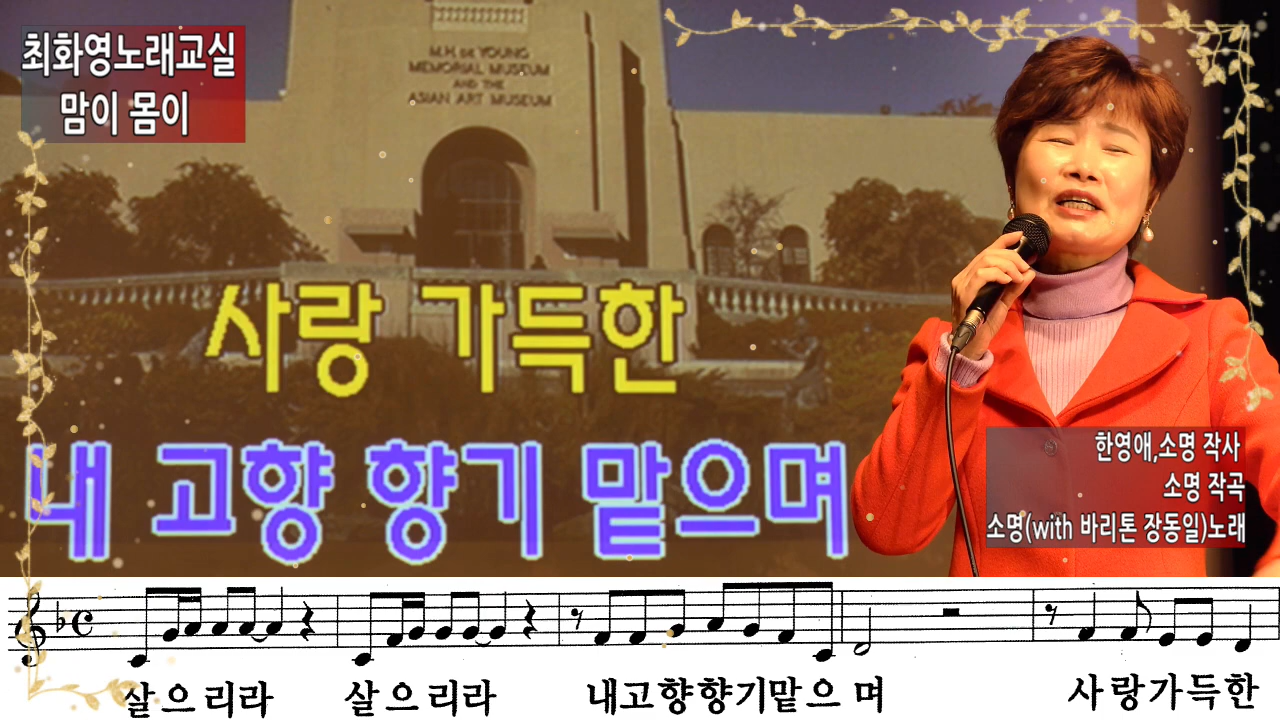 최화영노래교실
맘이 몸이
M.H. DE YOUNG
MEMORIAL MUSEUM
AND THE
ASIAN ART MUSEUM
사랑 가득한
내 고향 향기 맡으며
한영애,소명 작사
소명 작곡
소명(with 바리톤 장동일)노래
살으리라 살으리라 내고향향기맡으며 사랑가득한